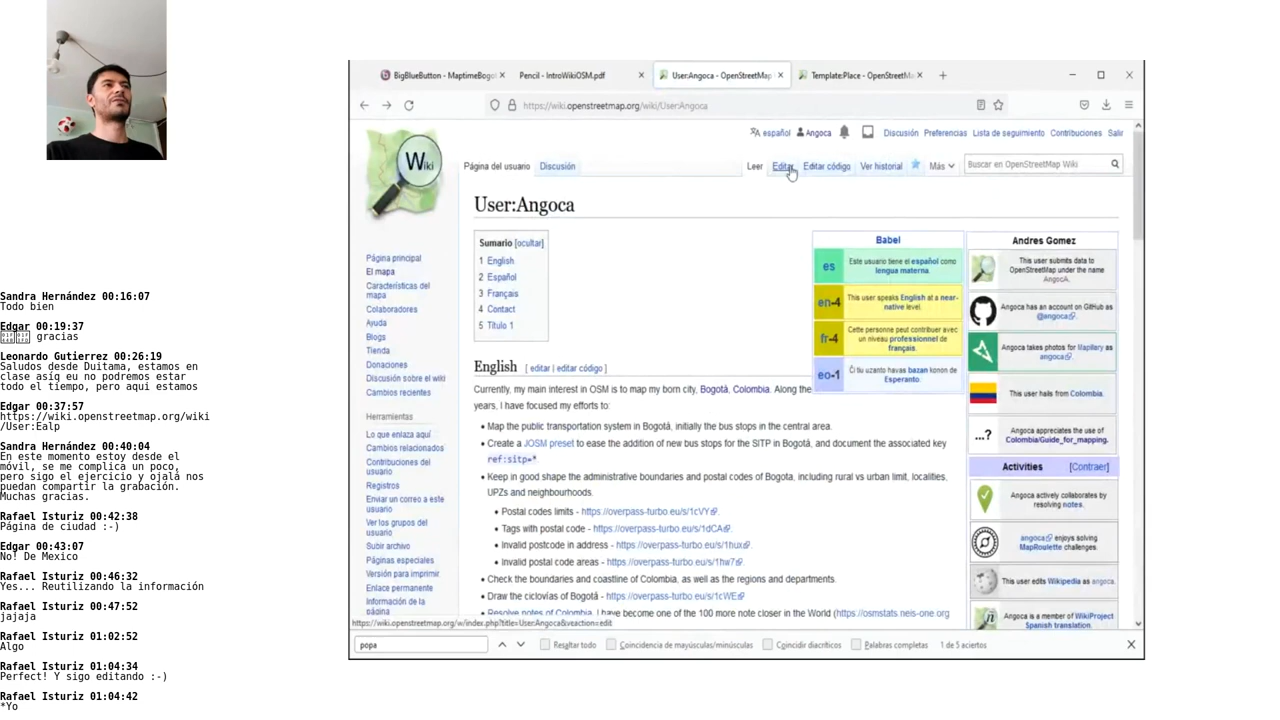 Sandra Hernández 00:16:07
Todo bien
Edgar 00:19:37
gracias
Leonardo Gutierrez 00:26:19
Saludos desde Duitama, estamos en
clase asiq eu no podremos estar
todo el tiempo, pero aqui estamos
Edgar 00:37:57
https://wiki.openstreetmap.org/wiki
/User:Ealp
Sandra Hernández 00:40:04
En este momento estoy desde el
móvil, se me complica un poco,
pero sigo el ejercicio y ojalá nos
puedan compartir la grabación.
Muchas gracias.
Rafael Isturiz 00:42:38
Página de ciudad :-)
Edgar 00:43:07
No! De Mexico
Rafael Isturiz 00:46:32
Yes... Reutilizando la información
Rafael Isturiz 00:47:52
jajaja
Rafael Isturiz 01:02:52
Algo
Rafael Isturiz 01:04:34
Perfect! Y sigo editando :-)
Rafael Isturiz 01:04:42
*Yo
BigBlueButton - MaptimeBogo
Pencil - IntroWikiOSM.pdf
User:Angoca - OpenStreetMap
Template:Place - OpenStreetMa
https://wiki.openstreetmap.org/wiki/User:Angoca
español Angoca Discusión Preferencias Lista de seguimiento Contribuciones Salir
Wiki
Página del usuario Discusión Leer Editar Editar código Ver historial Más Buscar en OpenStreetMap Wiki
User:Angoca
Página principal
El mapa
Características del
mapa
Colaboradores
Ayuda
Blogs
Tienda
Donaciones
Discusión sobre el wiki
Cambios recientes
Herramientas
Lo que enlaza aquí
Cambios relacionados
Contribuciones del
usuario
Registros
Enviar un correo a este
usuario
Ver los grupos del
usuario
Subir archivo
Páginas especiales
Versión para imprimir
Enlace permanente
Información de la
página
Sumario [ocultar]
1 English
2 Español
3 Français
4 Contact
5 Título 1
English [ editar | editar código ]
Currently, my main interest in OSM is to map my born city, Bogotá, Colombia. Along the
years, I have focused my efforts to:
• Map the public transportation system in Bogotá, initially the bus stops in the central area.
• Create a JOSM preset to ease the addition of new bus stops for the SITP in Bogotá, and document the associated key
ref:sitp=*
• Keep in good shape the administrative boundaries and postal codes of Bogota, including rural vs urban limit, localities,
UPZs and neighbourhoods.
• Postal codes limits - https://overpass-turbo.eu/s/1cVY
• Tags with postal code - https://overpass-turbo.eu/s/1dCA
• Invalid postcode in address - https://overpass-turbo.eu/s/1hux
• Invalid postal code areas - https://overpass-turbo.eu/s/1hw7
• Check the boundaries and coastline of Colombia, as well as the regions and departments.
• Draw the ciclovías of Bogotá - https://overpass-turbo.eu/s/1cWE
• Resolve notes of Colombia. I have become one of the 100 more note closer in the World (https://osmstats.neis-one.org
Babel
es Este usuario tiene el español como
lengua materna.
en-4 This user speaks English at a near-
native level.
fr-4 Cette personne peut contribuer avec
un niveau professionnel de
français.
eo-1 Ĉi tiu uzanto havas bazan konon de
Esperanto.
Andres Gomez
This user submits data to
OpenStreetMap under the name
AngocA.
Angoca has an account on GitHub as
@angoca
Angoca takes photos for Mapillary as
angoca
This user hails from Colombia.
...? Angoca appreciates the use of
Colombia/Guide_for_mapping.
Activities [Contraer]
Angoca actively collaborates by
resolving notes.
angoca enjoys solving
MapRoulette challenges.
This user edits Wikipedia as angoca.
Angoca is a member of WikiProject
Spanish translation.
https://wiki.openstreetmap.org/w/index.php?title=User:Angoca&veaction=edit
popa Resaltar todo Coincidencia de mayúsculas/minúsculas Coincidir diacríticos Palabras completas 1 de 5 aciertos